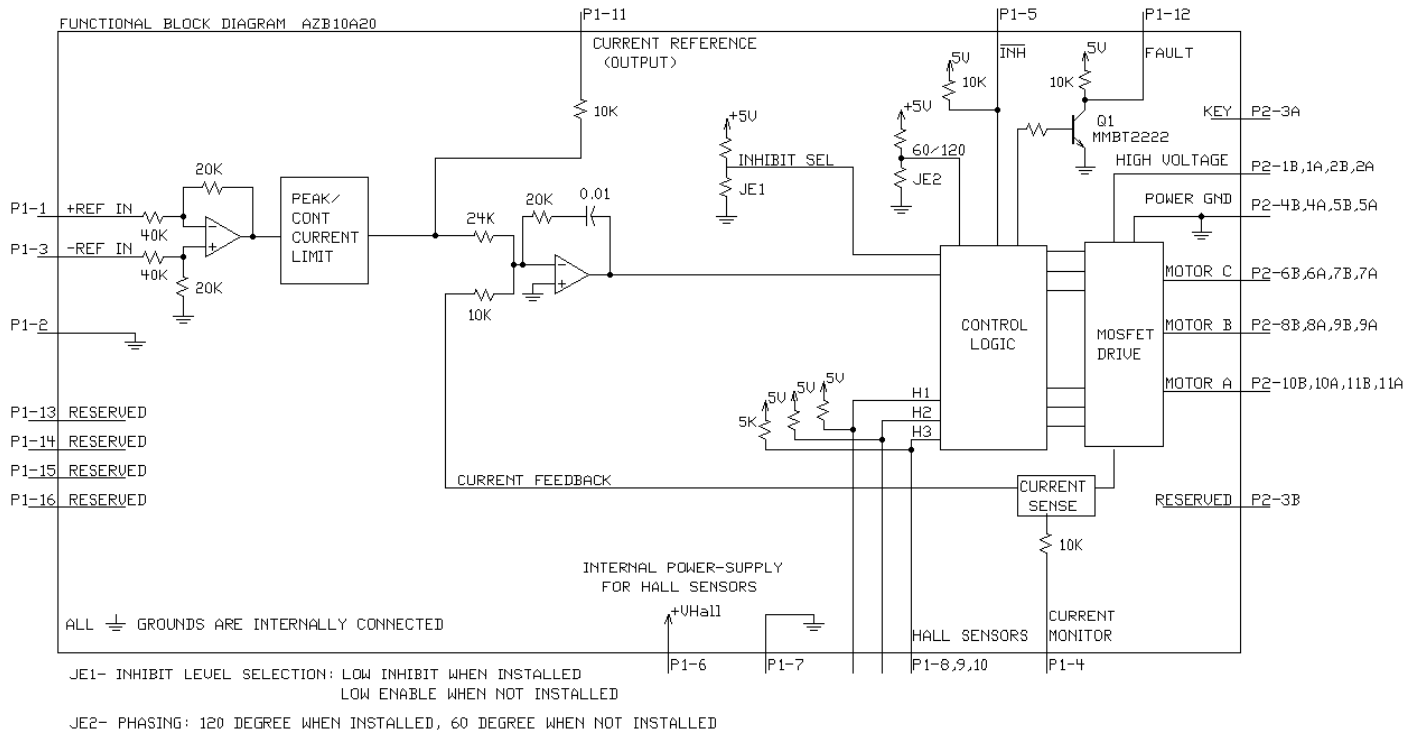 P1-11
P1-5
P1-12
FUNCTIONAL BLOCK DIAGRAM AZB10A20
CURRENT REFERENCE
(OUTPUT)
INH
FAULT
5V
10K
5V
10K
10K
+5V
+5V
Q1
MMBT2222
KEY
P2-3A
INHIBIT SEL
60/120
HIGH VOLTAGE
P2-1B,1A,2B,2A
JE1
JE2
20K
PEAK/
CONT
CURRENT
LIMIT
P1-1
+REF IN
40K
24K
20K
0.01
POWER GND
P2-4B,4A,5B,5A
P1-3
-REF IN
40K
20K
10K
MOTOR C
P2-6B,6A,7B,7A
P1-2
CONTROL
LOGIC
MOSFET
DRIVE
MOTOR B
P2-8B,8A,9B,9A
MOTOR A
P2-10B,10A,11B,11A
5V
5V
5V
5K
H1
H2
H3
P1-13
RESERVED
P1-14
RESERVED
P1-15
RESERVED
P1-16
RESERVED
CURRENT FEEDBACK
CURRENT
SENSE
RESERVED
P2-3B
10K
INTERNAL POWER-SUPPLY
FOR HALL SENSORS
+VHall
ALL GROUNDS ARE INTERNALLY CONNECTED
HALL SENSORS
CURRENT
MONITOR
P1-6
P1-7
P1-8,9,10
P1-4
JE1- INHIBIT LEVEL SELECTION: LOW INHIBIT WHEN INSTALLED
LOW ENABLE WHEN NOT INSTALLED
JE2- PHASING: 120 DEGREE WHEN INSTALLED, 60 DEGREE WHEN NOT INSTALLED